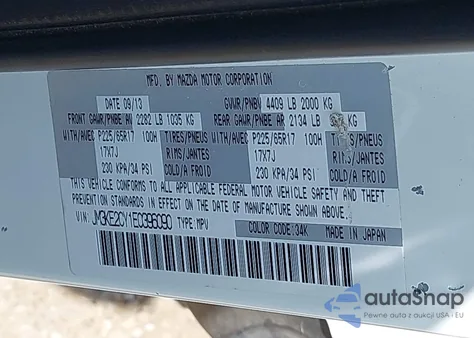 MFD. BY MAZDA MOTOR CORPORATION
DATE 09/13 GVWR/PNBV 4409 LB 2000 KG
FRONT GAWR/PNBE AV 2282 LB 1035 KG REAR GAWR/PNBE AR 2134 LB KG
WITH/AVEC P225/65R17 100H TIRES/PNEUS WITH/AVEC P225/65R17 100H TIRES/PNEUS
17X7J RIMS/JANTES 17X7J RIMS/JANTES
230 KPA/34 PSI COLD/A FROID 230 KPA/34 PSI COLD/A FROID
THIS VEHICLE CONFORMS TO ALL APPLICABLE FEDERAL MOTOR VEHICLE SAFETY AND THEFT
PREVENTION STANDARDS IN EFFECT ON THE DATE OF MANUFACTURE SHOWN ABOVE.
VIN: JM3KE2CY1E0395090 TYPE:MPV COLOR CODE:34K MADE IN JAPAN
autoSnap
Pewne auta z aukcji USA i EU